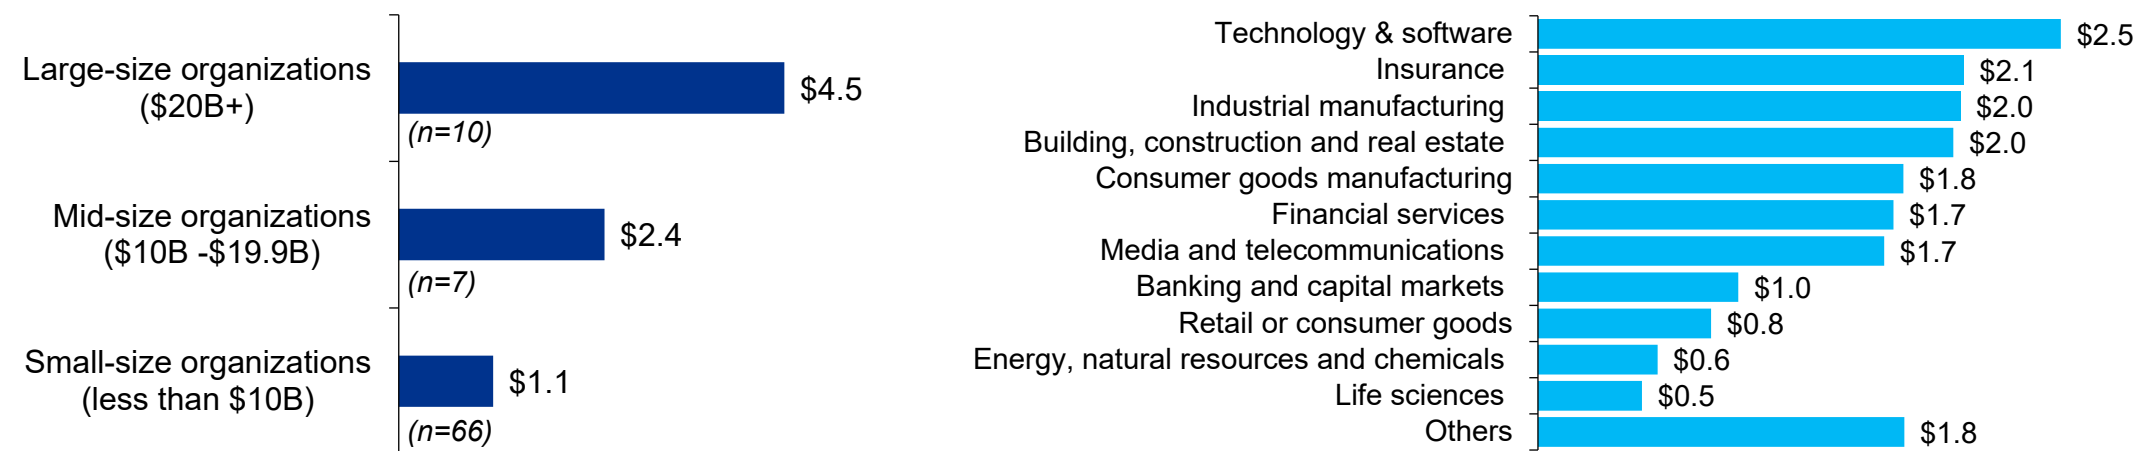 Large-size organizations
($20B+)
$4.5
(n=10)
Mid-size organizations
($10B -$19.9B)
$2.4
(n=7)
Small-size organizations
(less than $10B)
$1.1
(n=66)
Technology & software
$2.5
Insurance
$2.1
Industrial manufacturing
$2.0
Building, construction and real estate
$2.0
Consumer goods manufacturing
$1.8
Financial services
$1.7
Media and telecommunications
$1.7
Banking and capital markets
$1.0
Retail or consumer goods
$0.8
Energy, natural resources and chemicals
$0.6
Life sciences
$0.5
Others
$1.8